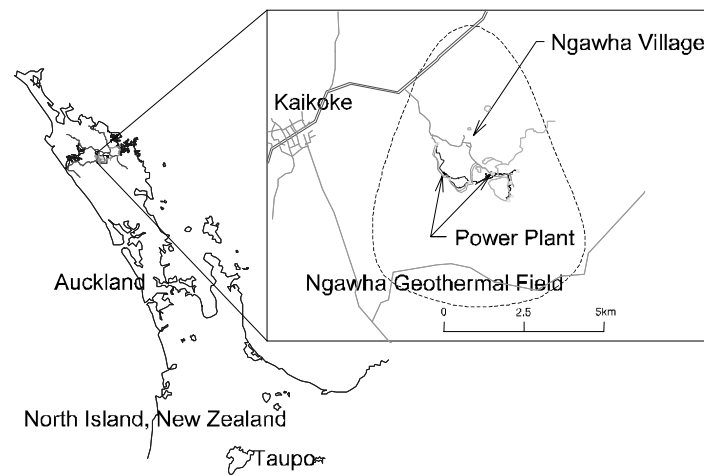 Ngawha Village
Kaikoke
Power Plant
Auckland
Ngawha Geothermal Field
0 2.5 5km
North Island, New Zealand
Taupo